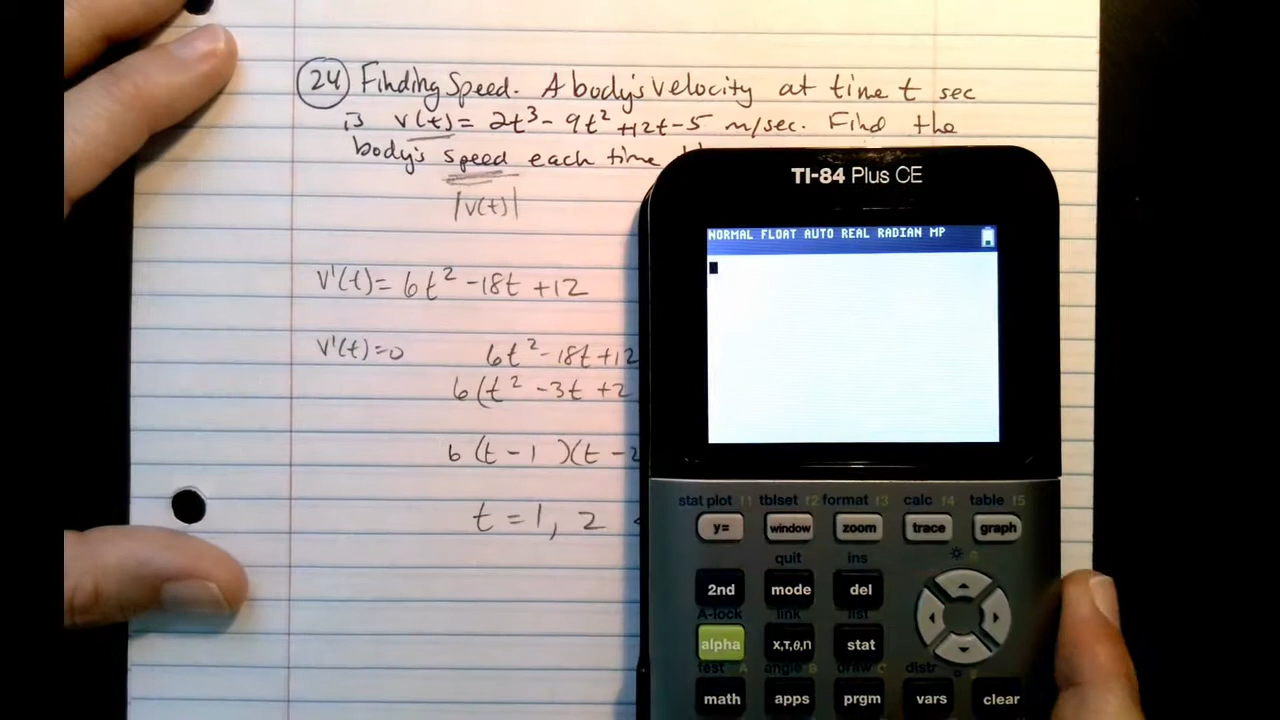 24 Finding Speed. A body's velocity at time t sec
is v(t) = 2t³ - 9t² + 12t - 5 m/sec. Find the
body's speed each time
|v(t)|
v'(t) = 6t² - 18t + 12
v'(t) = 0 6t² - 18t + 12
6(t² - 3t + 2
6(t - 1)(t - 2
t = 1, 2
TI-84 Plus CE
NORMAL FLOAT AUTO REAL RADIAN MP
stat plot f1 tblset f2 format f3 calc f4 table f5
y= window zoom trace graph
quit ins
2nd mode del
A-lock link list
alpha X,T,θ,n stat
test A angle B draw C distr
math apps prgm vars clear